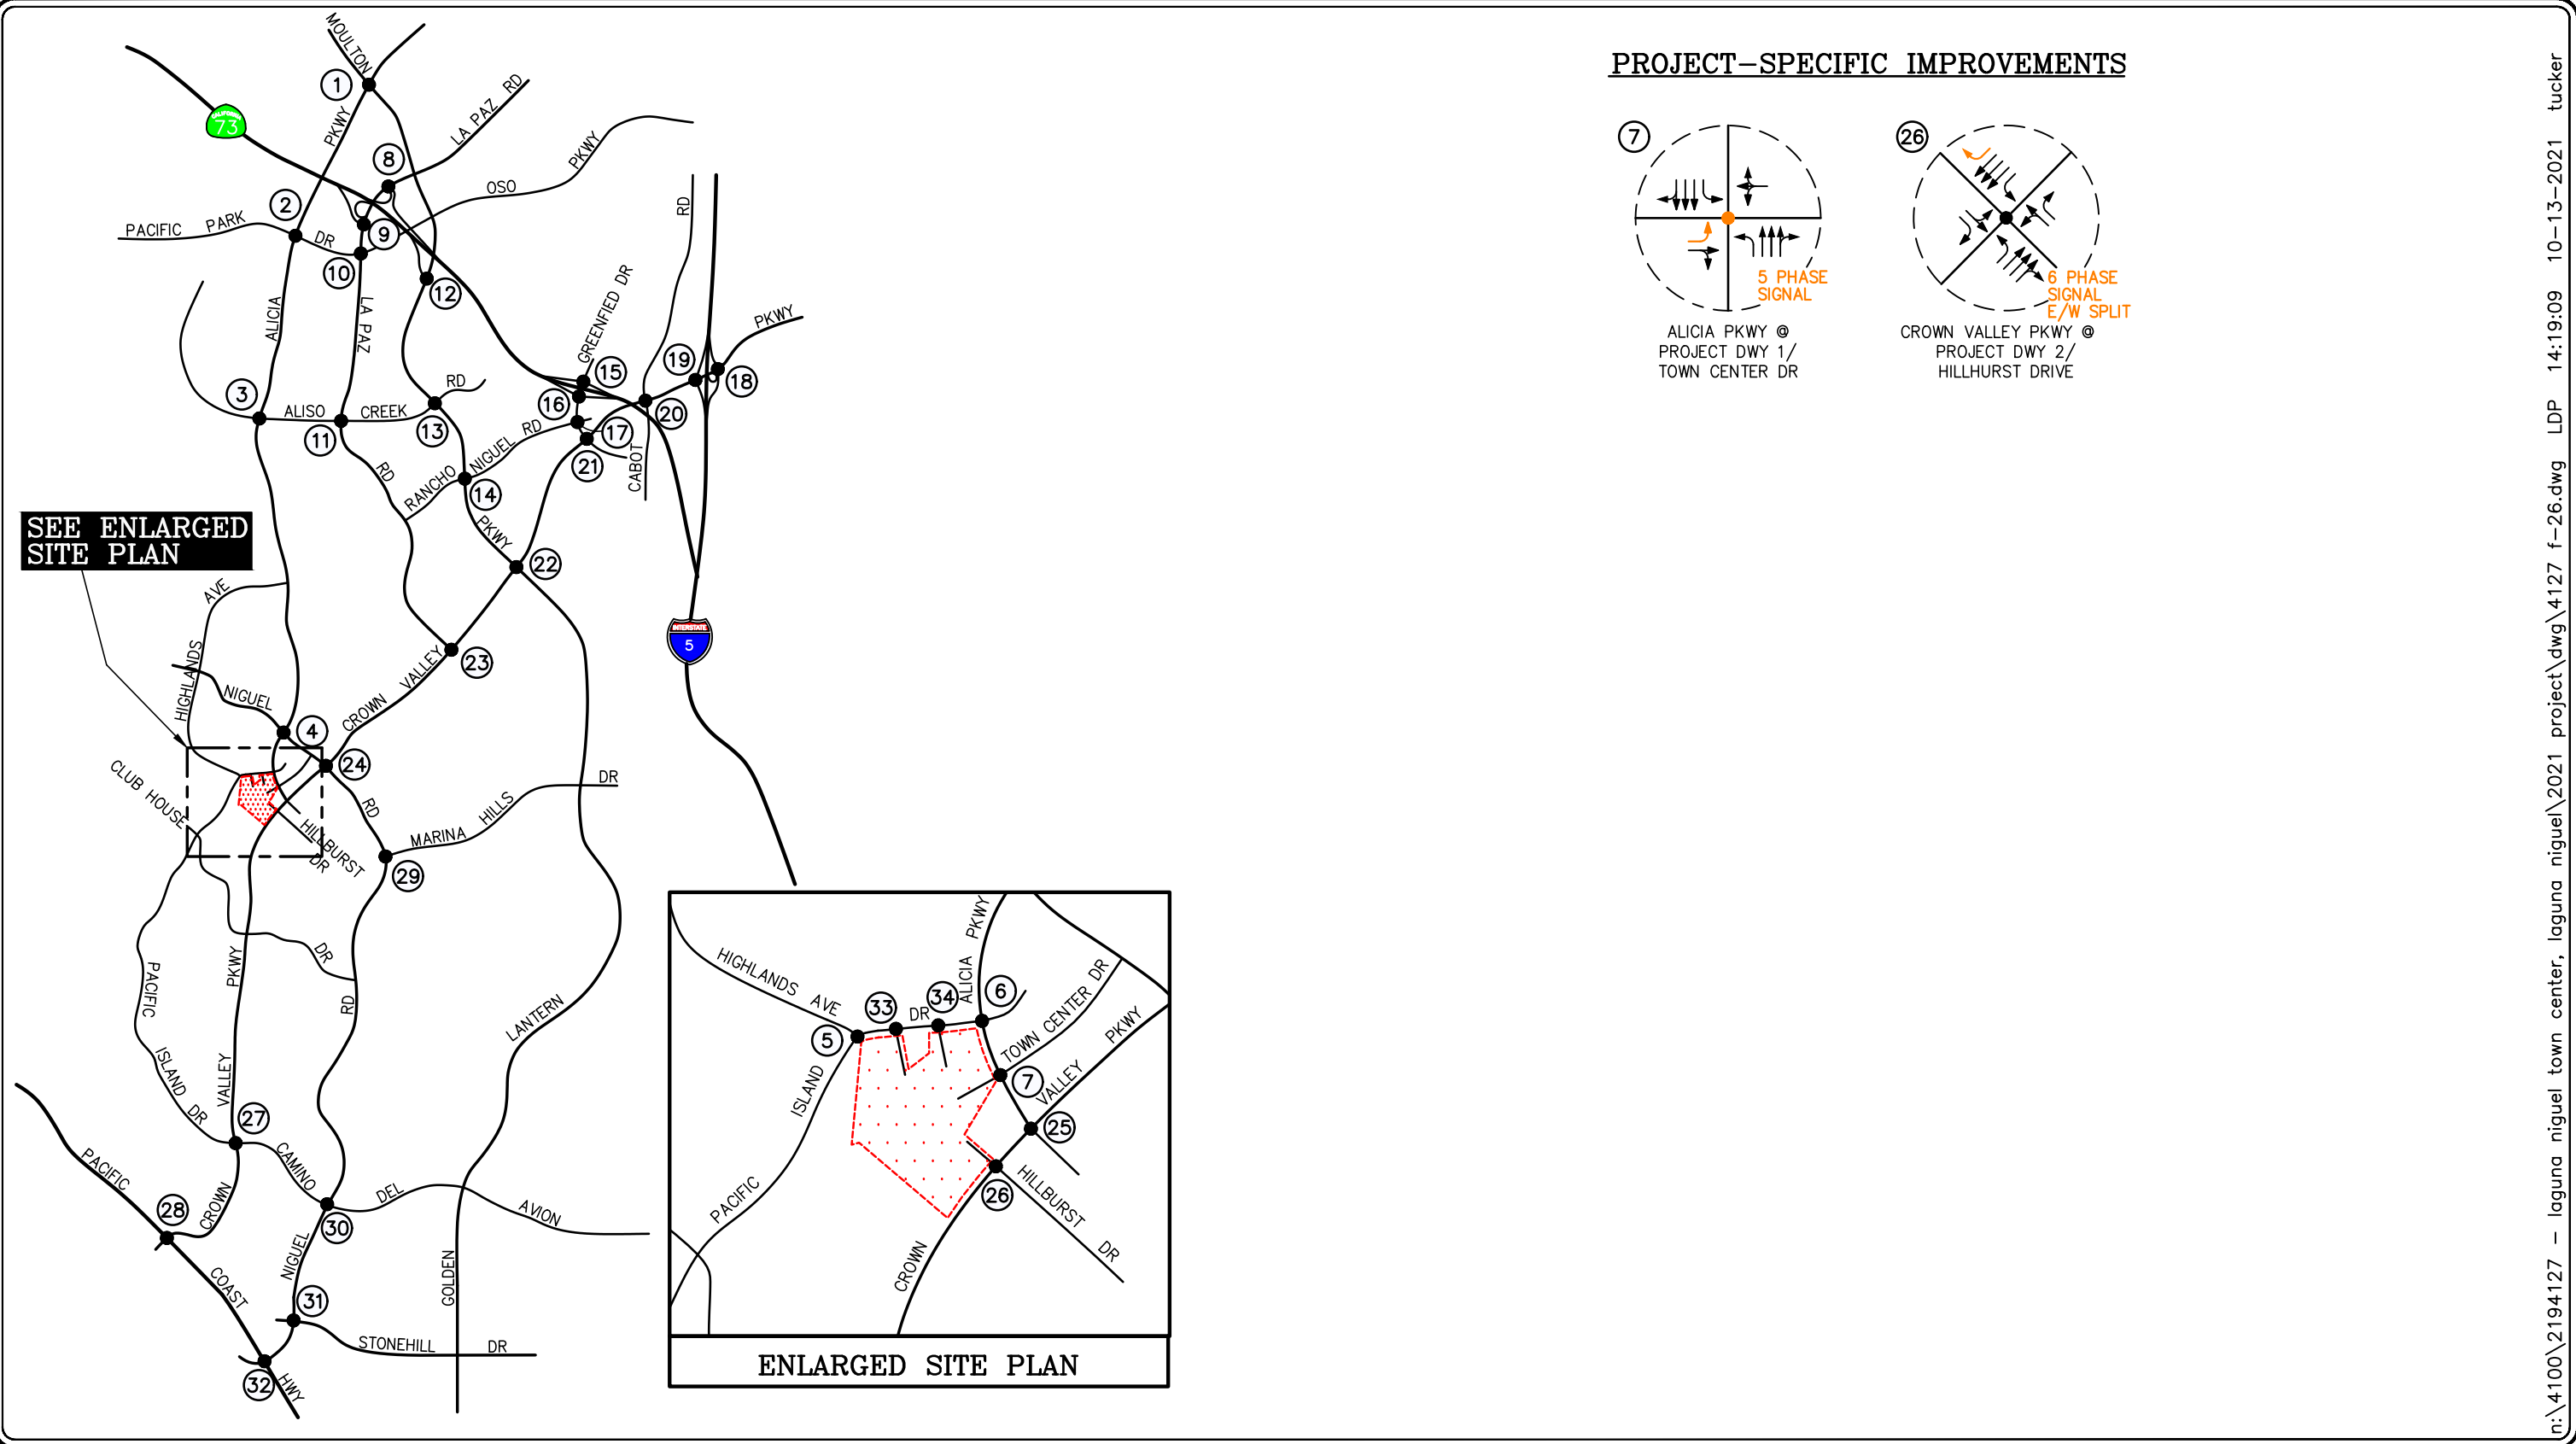 MOULTON
1
PKWY
CALIFORNIA
73
LA PAZ RD
8
PKWY
OSO
2
PACIFIC PARK DR
9
10
12
ALICIA
LA PAZ
RD
GREENFIED DR
PKWY
15
19
18
16
20
3
ALISO CREEK RD
11
13
17
21
RD
RANCHO NIGUEL RD
14
CABOT
PKWY
SEE ENLARGED
SITE PLAN
22
AVE
HIGHLANDS
INTERSTATE
5
23
NIGUEL
CROWN VALLEY
4
24
CLUB HOUSE
RD
HILLBURST
DR
MARINA HILLS DR
29
DR
PKWY
PACIFIC
RD
LANTERN
ISLAND DR
VALLEY
27
CAMINO
PACIFIC
28
CROWN
DEL
AVION
30
NIGUEL
COAST
GOLDEN
31
STONEHILL DR
32
HWY
PKWY
HIGHLANDS AVE
ALICIA
33
DR
34
6
TOWN CENTER DR
5
PKWY
ISLAND
7
VALLEY
25
PACIFIC
26
HILLBURST
DR
CROWN
ENLARGED SITE PLAN
PROJECT-SPECIFIC IMPROVEMENTS
7
5 PHASE
SIGNAL
ALICIA PKWY @
PROJECT DWY 1/
TOWN CENTER DR
26
6 PHASE
SIGNAL
E/W SPLIT
CROWN VALLEY PKWY @
PROJECT DWY 2/
HILLHURST DRIVE
n:\4100\2194127 - laguna niguel town center, laguna niguel\2021 project\dwg\4127 f-26.dwg LDP 14:19:09 10-13-2021 tucker